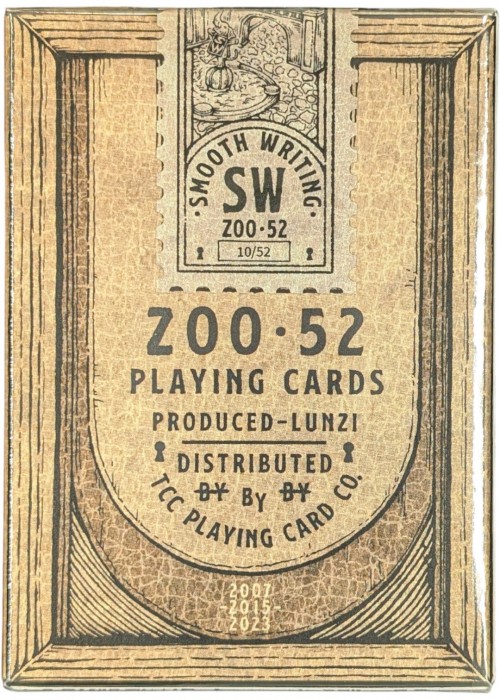 ·SMOOTH WRITING·
SW
ZOO·52
10/52
ZOO·52
PLAYING CARDS
PRODUCED-LUNZI
DISTRIBUTED
BY By BY
TCC PLAYING CARD CO.
2007
-2015-
2023